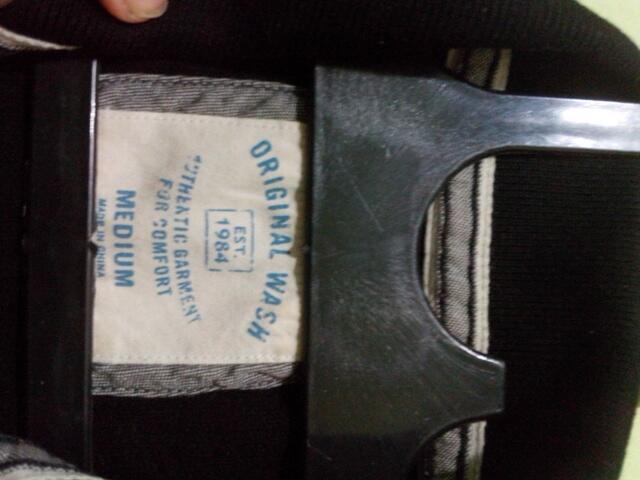 ORIGINAL WASH
EST.
1984
AUTHENTIC GARMENT
FOR COMFORT
MEDIUM
MADE IN CHINA